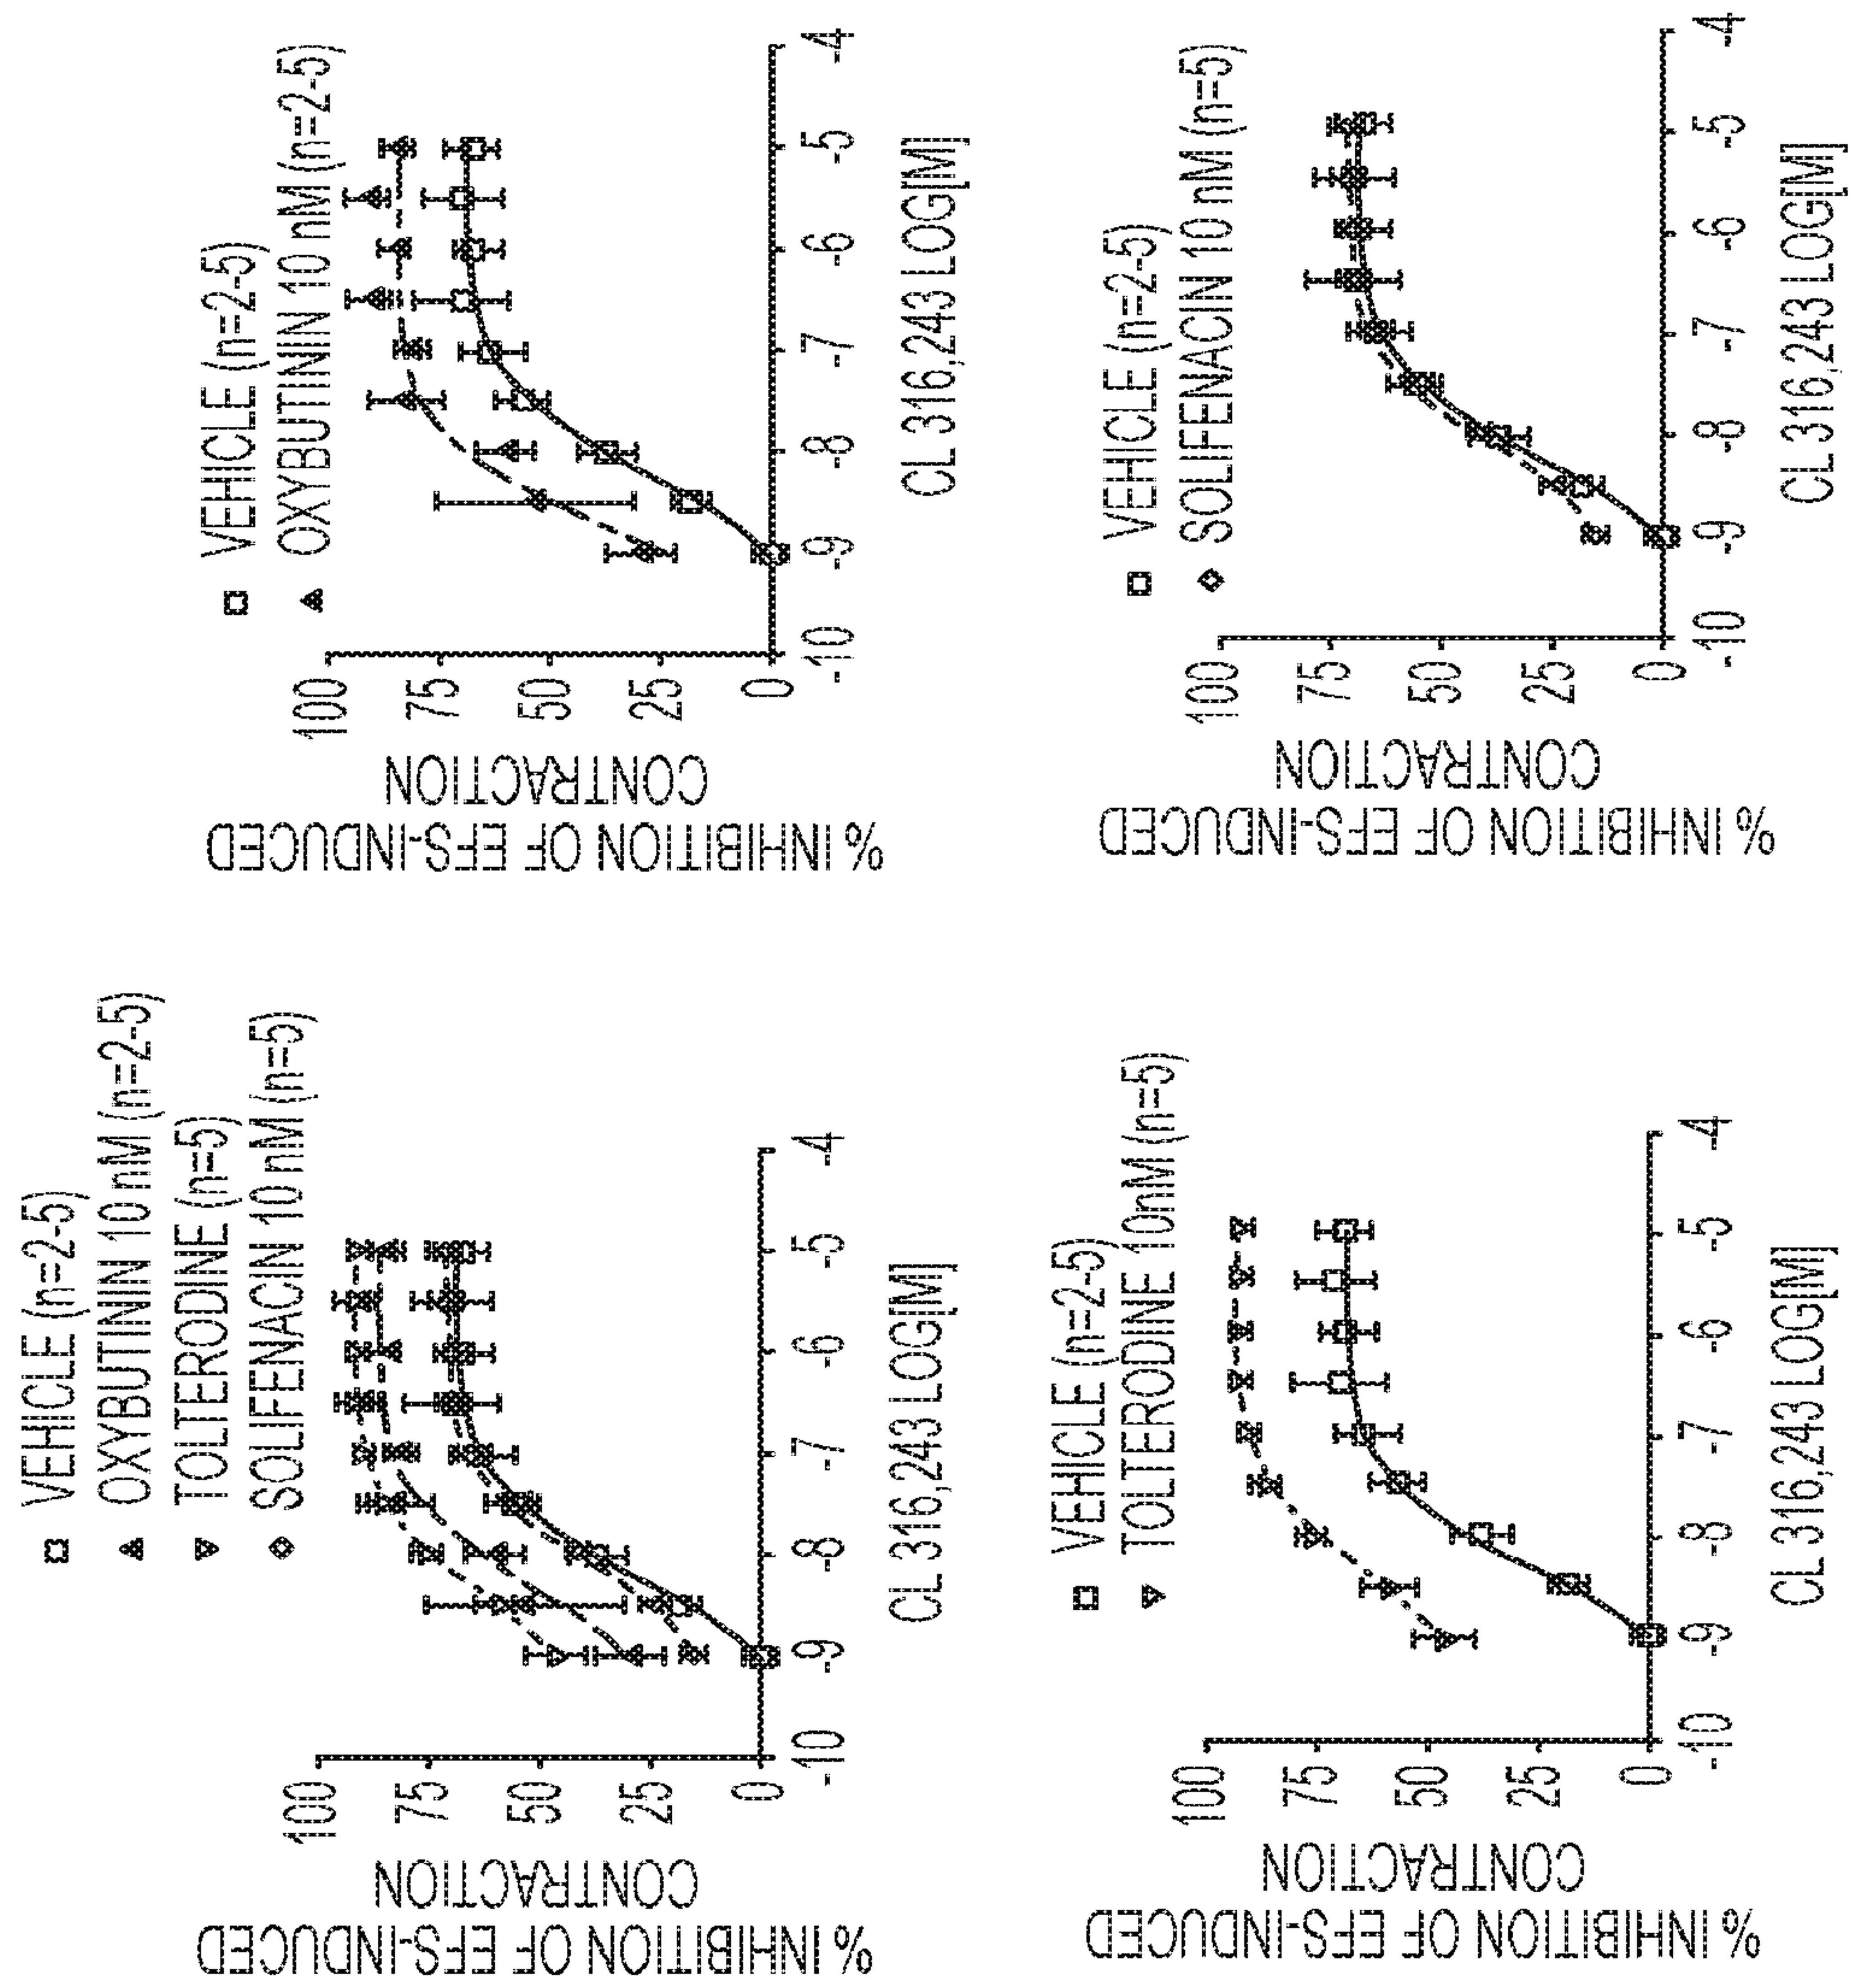 VEHICLE (n=2-5)
OXYBUTININ 10 nM (n=2-5)
TOLTERODINE (n=5)
SOLIFENACIN 10 nM (n=5)
% INHIBITION OF EFS-INDUCED
CONTRACTION
100
75
50
25
0
-10
-9
-8
-7
-6
-5
-4
CL 316,243 LOG[M]
VEHICLE (n=2-5)
OXYBUTININ 10 nM (n=2-5)
% INHIBITION OF EFS-INDUCED
CONTRACTION
100
75
50
25
0
-10
-9
-8
-7
-6
-5
-4
CL 316,243 LOG[M]
VEHICLE (n=2-5)
TOLTERODINE 10nM (n=5)
% INHIBITION OF EFS-INDUCED
CONTRACTION
100
75
50
25
0
-10
-9
-8
-7
-6
-5
-4
CL 316,243 LOG[M]
VEHICLE (n=2-5)
SOLIFENACIN 10 nM (n=5)
% INHIBITION OF EFS-INDUCED
CONTRACTION
100
75
50
25
0
-10
-9
-8
-7
-6
-5
-4
CL 316,243 LOG[M]